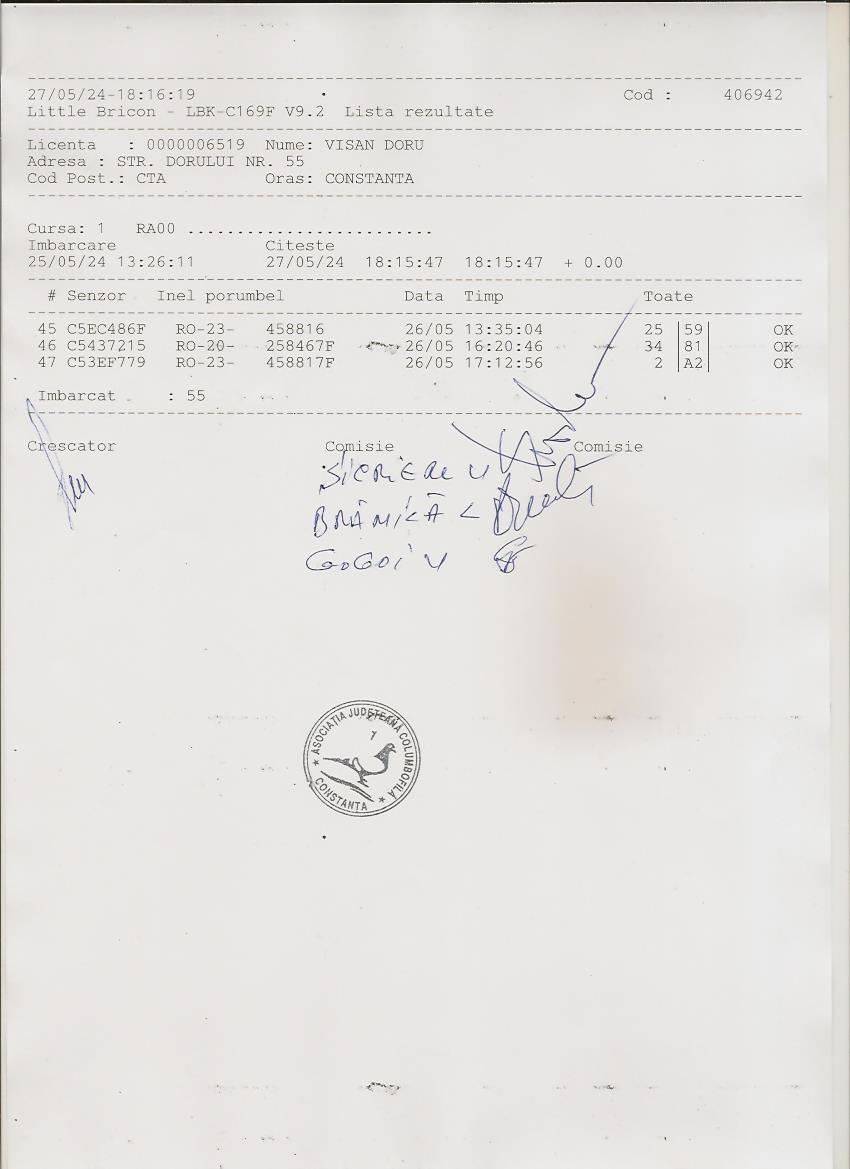 27/05/24-18:16:19 Cod : 406942
Little Bricon - LBK-C169F V9.2 Lista rezultate
Licenta : 0000006519 Nume: VISAN DORU
Adresa : STR. DORULUI NR. 55
Cod Post.: CTA Oras: CONSTANTA
Cursa: 1 RA00 .........................
Imbarcare Citeste
25/05/24 13:26:11 27/05/24 18:15:47 18:15:47 + 0.00
# Senzor Inel porumbel Data Timp Toate
45 C5EC486F RO-23- 458816 26/05 13:35:04 25 |59| OK
46 C5437215 RO-20- 258467F 26/05 16:20:46 34 |81| OK
47 C53EF779 RO-23- 458817F 26/05 17:12:56 2 |A2| OK
Imbarcat : 55
Crescator Comisie Comisie
GOGOI V
ASOCIATIA JUDETEANA COLUMBOFILA
CONSTANTA